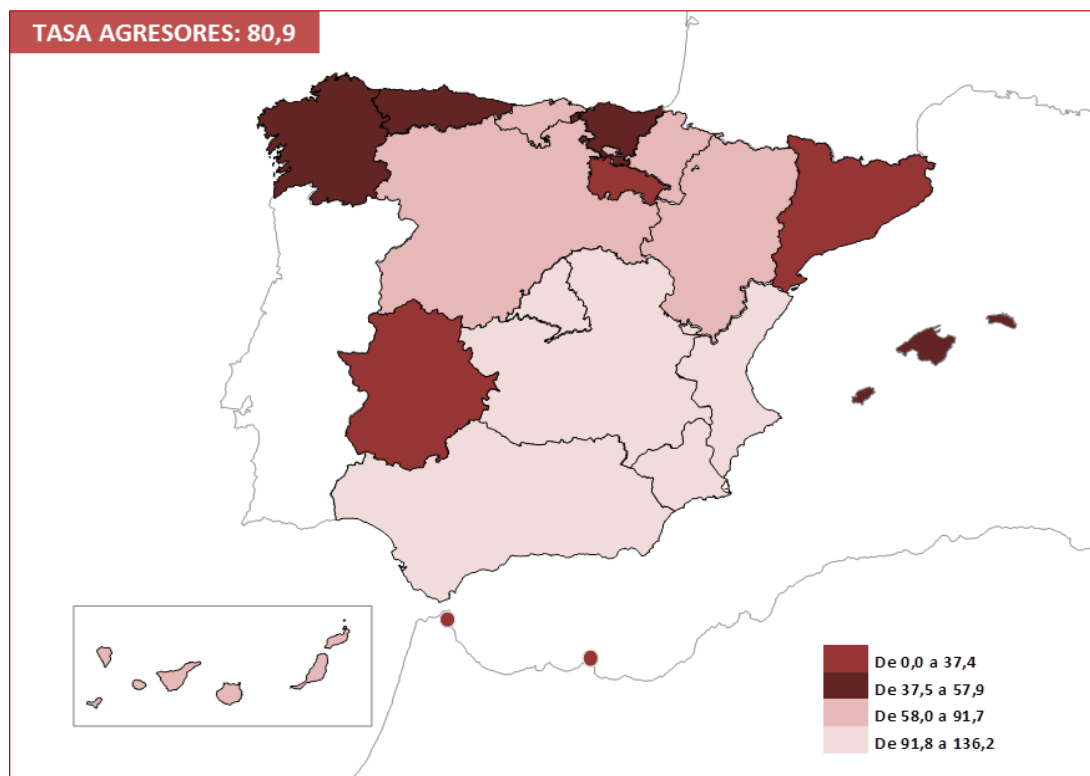 TASA AGRESORES: 80,9
De 0,0 a 37,4
De 37,5 a 57,9
De 58,0 a 91,7
De 91,8 a 136,2